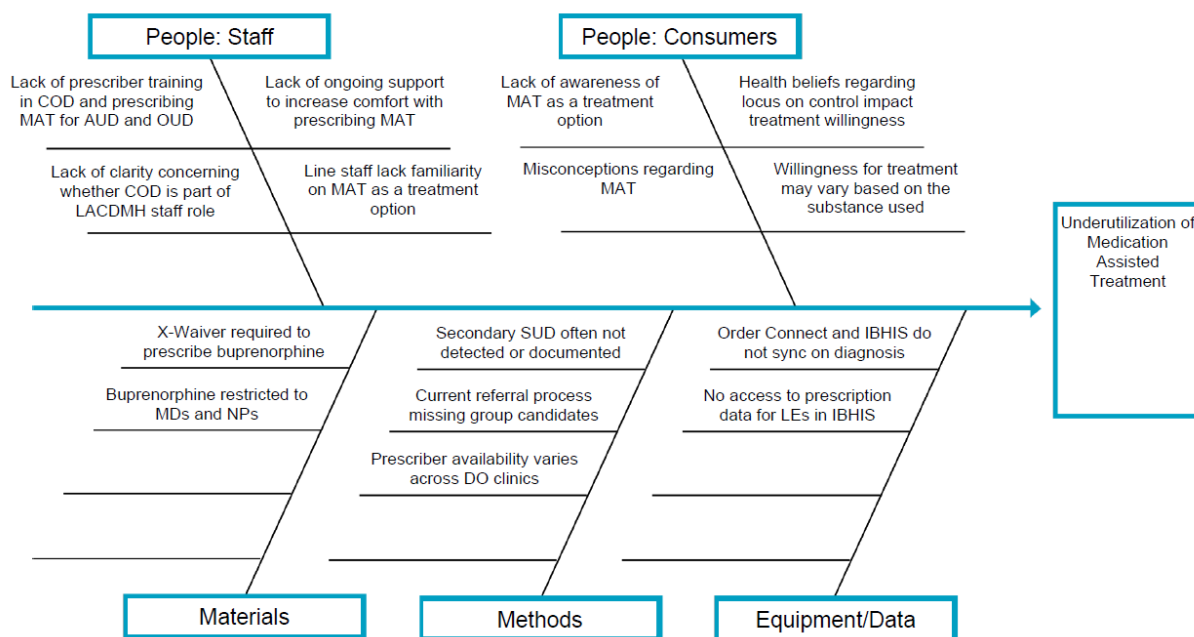 People: Staff
People: Consumers
Lack of prescriber training
in COD and prescribing
MAT for AUD and OUD
Lack of ongoing support
to increase comfort with
prescribing MAT
Lack of awareness of
MAT as a treatment
option
Health beliefs regarding
locus on control impact
treatment willingness
Lack of clarity concerning
whether COD is part of
LACDMH staff role
Line staff lack familiarity
on MAT as a treatment
option
Misconceptions regarding
MAT
Willingness for treatment
may vary based on the
substance used
Underutilization of
Medication
Assisted
Treatment
X-Waiver required to
prescribe buprenorphine
Secondary SUD often not
detected or documented
Order Connect and IBHIS do
not sync on diagnosis
Buprenorphine restricted to
MDs and NPs
Current referral process
missing group candidates
No access to prescription
data for LEs in IBHIS
Prescriber availability varies
across DO clinics
Materials
Methods
Equipment/Data